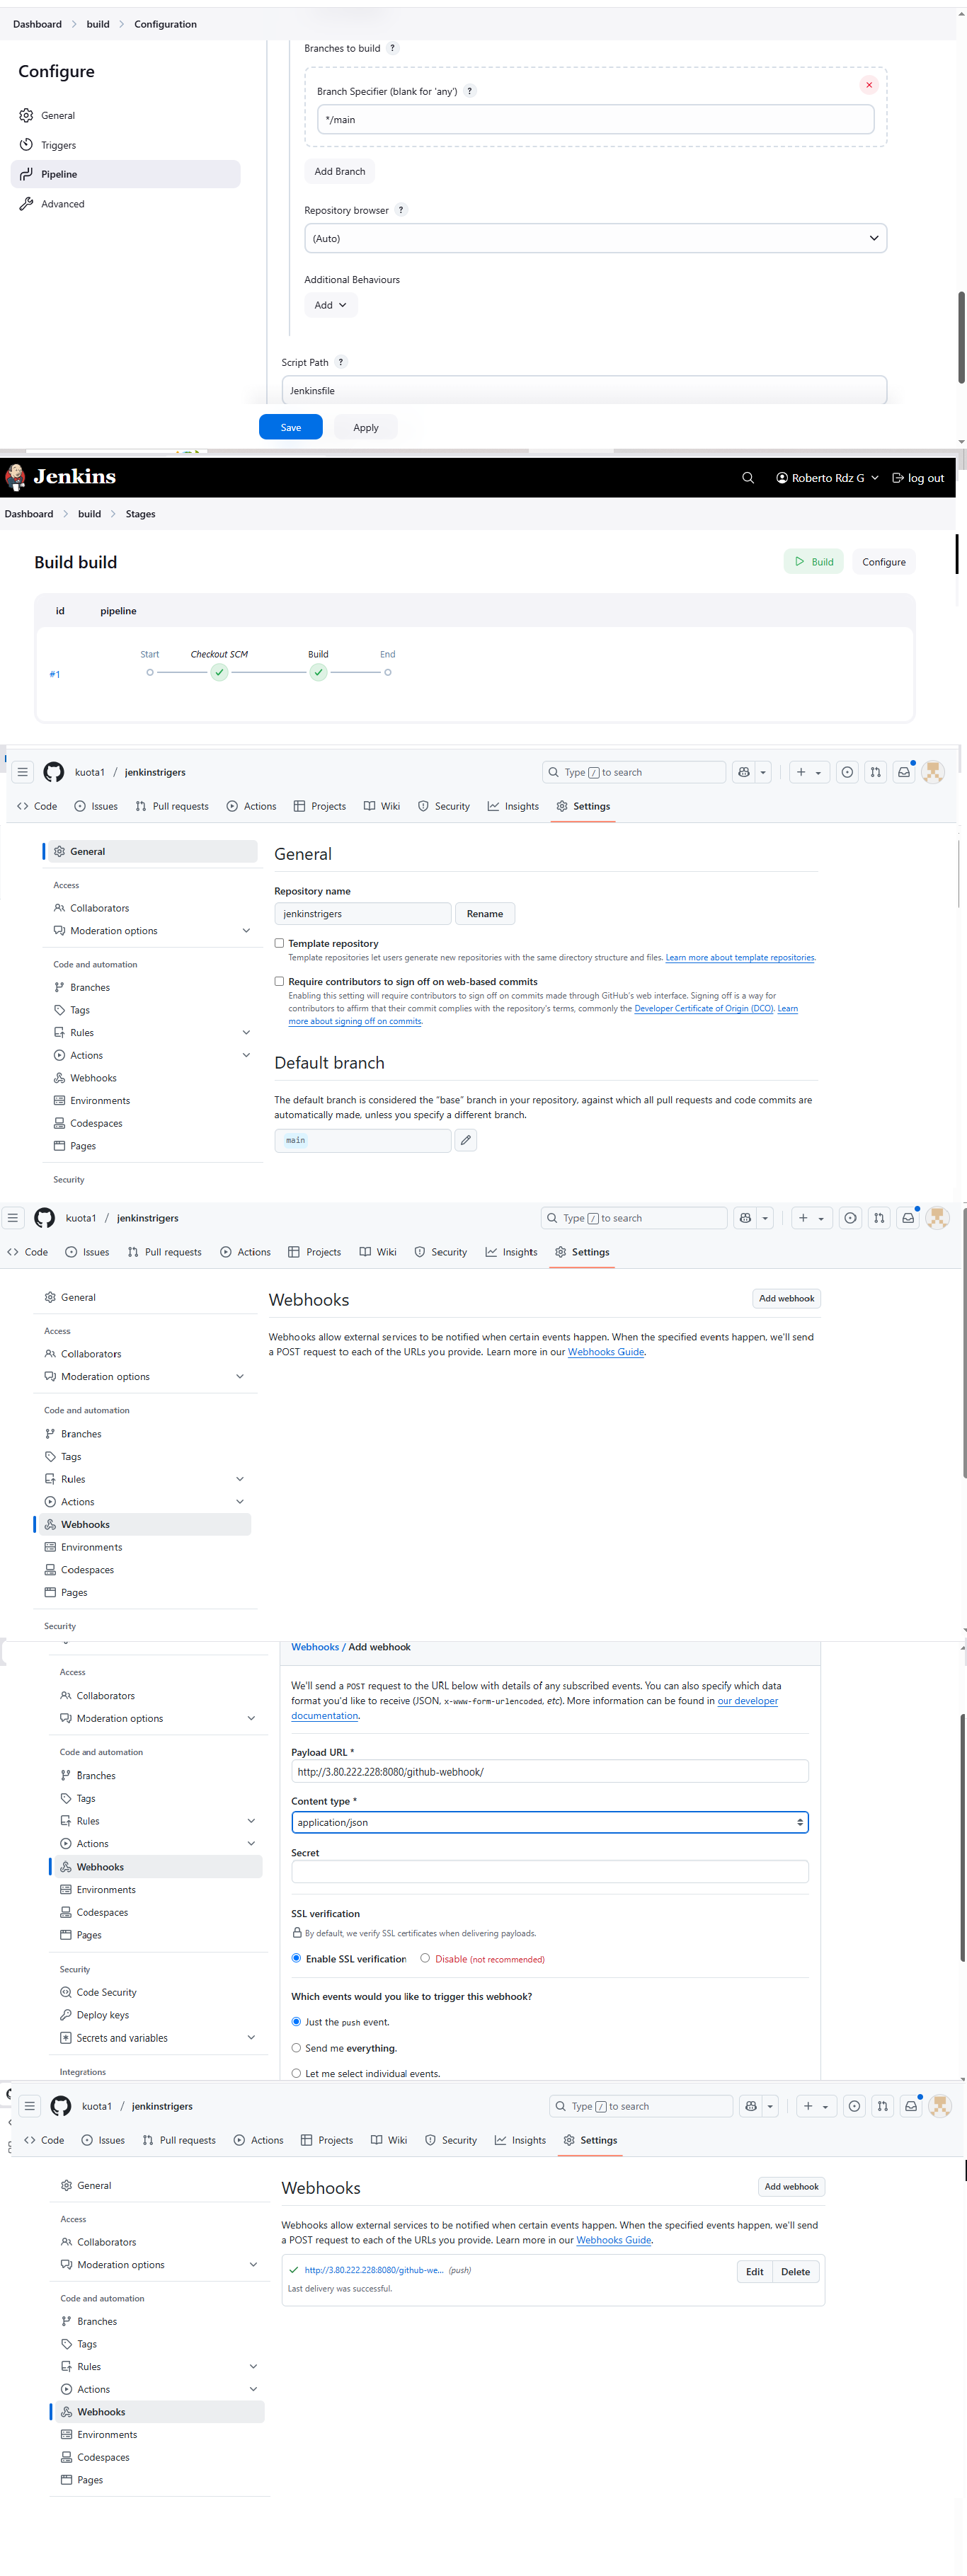 Dashboard > build > Configuration
Configure
General
Triggers
Pipeline
Advanced
Branches to build ?
Branch Specifier (blank for 'any') ?
*/main
Add Branch
Repository browser ?
(Auto)
Additional Behaviours
Add
Script Path ?
Jenkinsfile
Save Apply
Jenkins
Roberto Rdz G log out
Dashboard > build > Stages
Build build
Build Configure
id pipeline
Start Checkout SCM Build End
#1
kuota1 / jenkinstrigers
Type / to search
Code Issues Pull requests Actions Projects Wiki Security Insights Settings
General
Access
Collaborators
Moderation options
Code and automation
Branches
Tags
Rules
Actions
Webhooks
Environments
Codespaces
Pages
Security
General
Repository name
jenkinstrigers Rename
Template repository
Template repositories let users generate new repositories with the same directory structure and files. Learn more about template repositories.
Require contributors to sign off on web-based commits
Enabling this setting will require contributors to sign off on commits made through GitHub's web interface. Signing off is a way for
contributors to affirm that their commit complies with the repository's terms, commonly the Developer Certificate of Origin (DCO). Learn
more about signing off on commits.
Default branch
The default branch is considered the "base" branch in your repository, against which all pull requests and code commits are
automatically made, unless you specify a different branch.
main
kuota1 / jenkinstrigers
Type / to search
Code Issues Pull requests Actions Projects Wiki Security Insights Settings
General
Access
Collaborators
Moderation options
Code and automation
Branches
Tags
Rules
Actions
Webhooks
Environments
Codespaces
Pages
Security
Webhooks
Add webhook
Webhooks allow external services to be notified when certain events happen. When the specified events happen, we'll send
a POST request to each of the URLs you provide. Learn more in our Webhooks Guide.
Access
Collaborators
Moderation options
Code and automation
Branches
Tags
Rules
Actions
Webhooks
Environments
Codespaces
Pages
Security
Code Security
Deploy keys
Secrets and variables
Integrations
Webhooks / Add webhook
We'll send a POST request to the URL below with details of any subscribed events. You can also specify which data
format you'd like to receive (JSON, x-www-form-urlencoded, etc). More information can be found in our developer
documentation.
Payload URL *
http://3.80.222.228:8080/github-webhook/
Content type *
application/json
Secret
SSL verification
By default, we verify SSL certificates when delivering payloads.
Enable SSL verification Disable (not recommended)
Which events would you like to trigger this webhook?
Just the push event.
Send me everything.
Let me select individual events.
kuota1 / jenkinstrigers
Type / to search
Code Issues Pull requests Actions Projects Wiki Security Insights Settings
General
Access
Collaborators
Moderation options
Code and automation
Branches
Tags
Rules
Actions
Webhooks
Environments
Codespaces
Pages
Webhooks
Add webhook
Webhooks allow external services to be notified when certain events happen. When the specified events happen, we'll send
a POST request to each of the URLs you provide. Learn more in our Webhooks Guide.
http://3.80.222.228:8080/github-we... (push)
Edit Delete
Last delivery was successful.